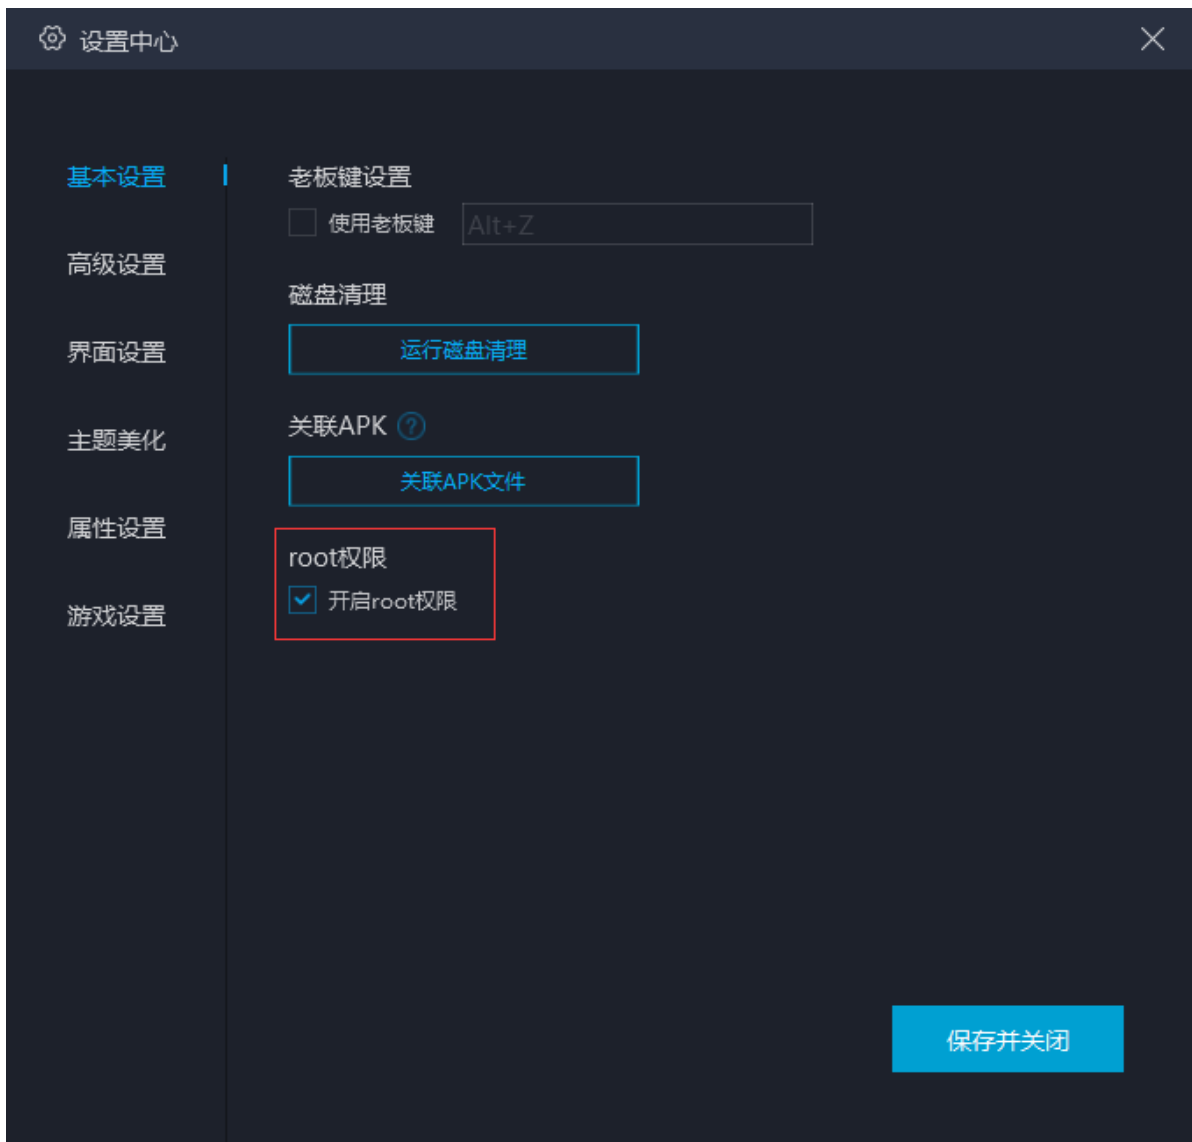 设置中心
基本设置
高级设置
界面设置
主题美化
属性设置
游戏设置
老板键设置
使用老板键 Alt+Z
磁盘清理
运行磁盘清理
关联APK ?
关联APK文件
root权限
开启root权限
保存并关闭